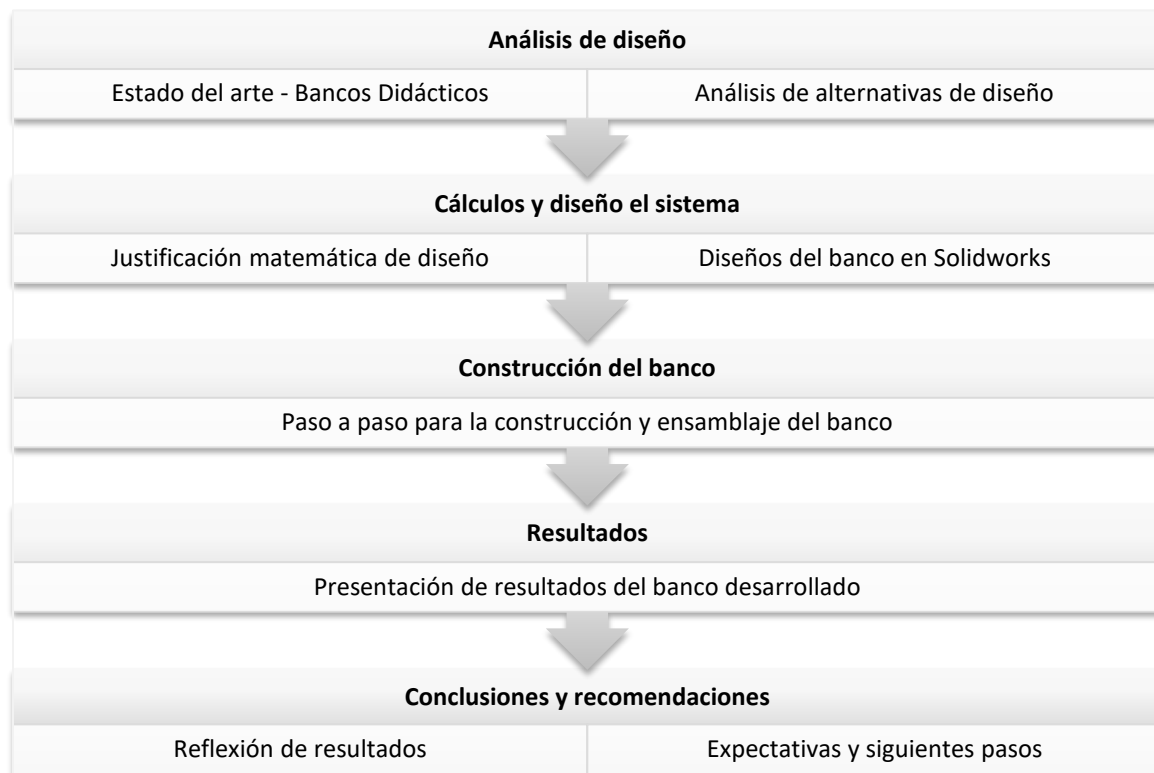 Análisis de diseño
Estado del arte - Bancos Didácticos
Análisis de alternativas de diseño
Cálculos y diseño el sistema
Justificación matemática de diseño
Diseños del banco en Solidworks
Construcción del banco
Paso a paso para la construcción y ensamblaje del banco
Resultados
Presentación de resultados del banco desarrollado
Conclusiones y recomendaciones
Reflexión de resultados
Expectativas y siguientes pasos